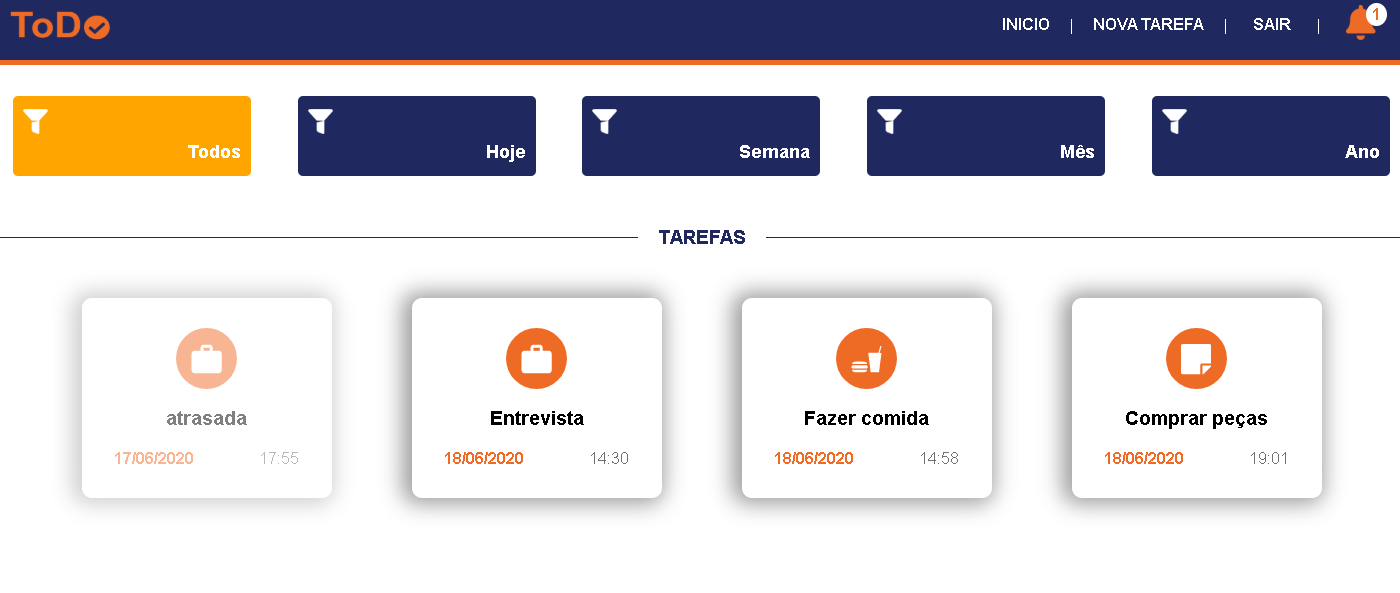 ToDo
INICIO | NOVA TAREFA | SAIR | 1
Todos
Hoje
Semana
Mês
Ano
TAREFAS
atrasada
17/06/2020 17:55
Entrevista
18/06/2020 14:30
Fazer comida
18/06/2020 14:58
Comprar peças
18/06/2020 19:01